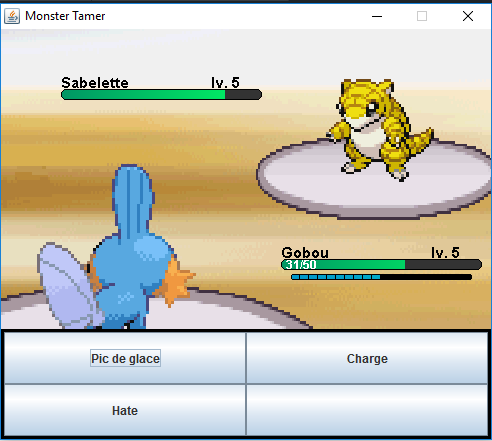 Monster Tamer
Sabelette lv. 5
Gobou lv. 5
31/50
Pic de glace
Charge
Hate